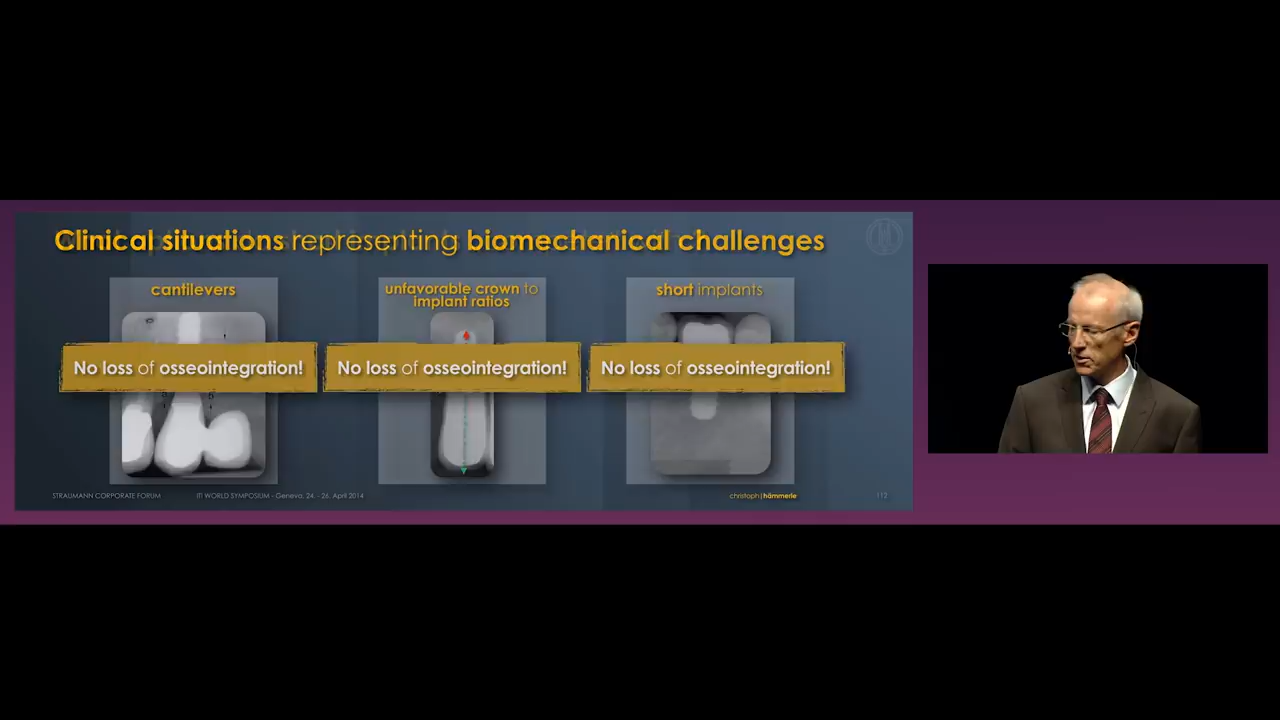 Clinical situations representing biomechanical challenges
cantilevers
unfavorable crown to
implant ratios
short implants
No loss of osseointegration!
No loss of osseointegration!
No loss of osseointegration!
STRAUMANN CORPORATE FORUM
ITI WORLD SYMPOSIUM - Geneva, 24. - 26. April 2014
christoph|hämmerle